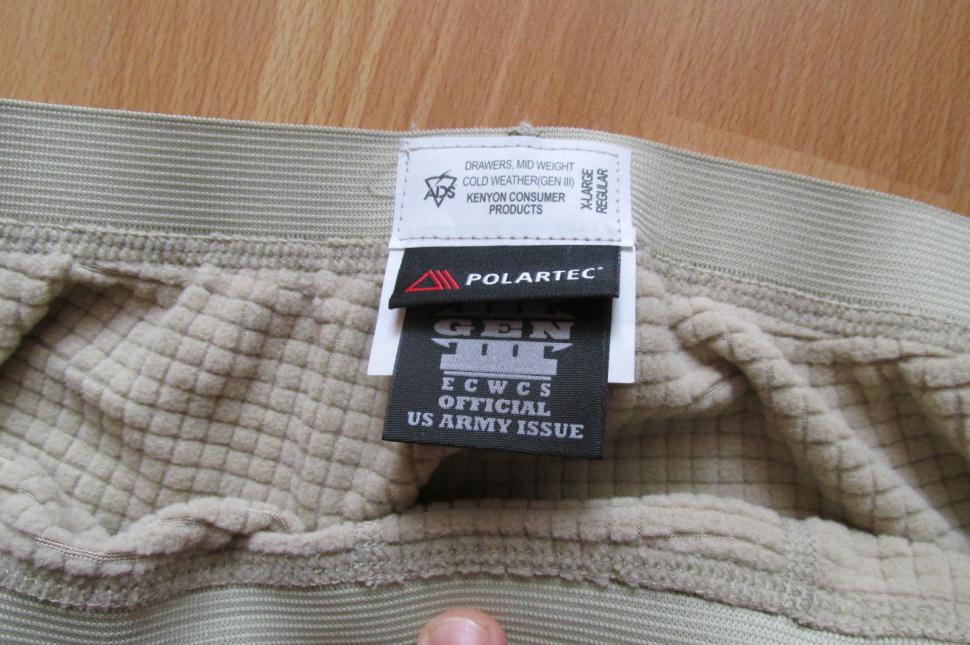 DRAWERS, MID WEIGHT
COLD WEATHER(GEN III)
KENYON CONSUMER
PRODUCTS
X-LARGE
REGULAR
ADS
POLARTEC
GEN
III
ECWCS
OFFICIAL
US ARMY ISSUE